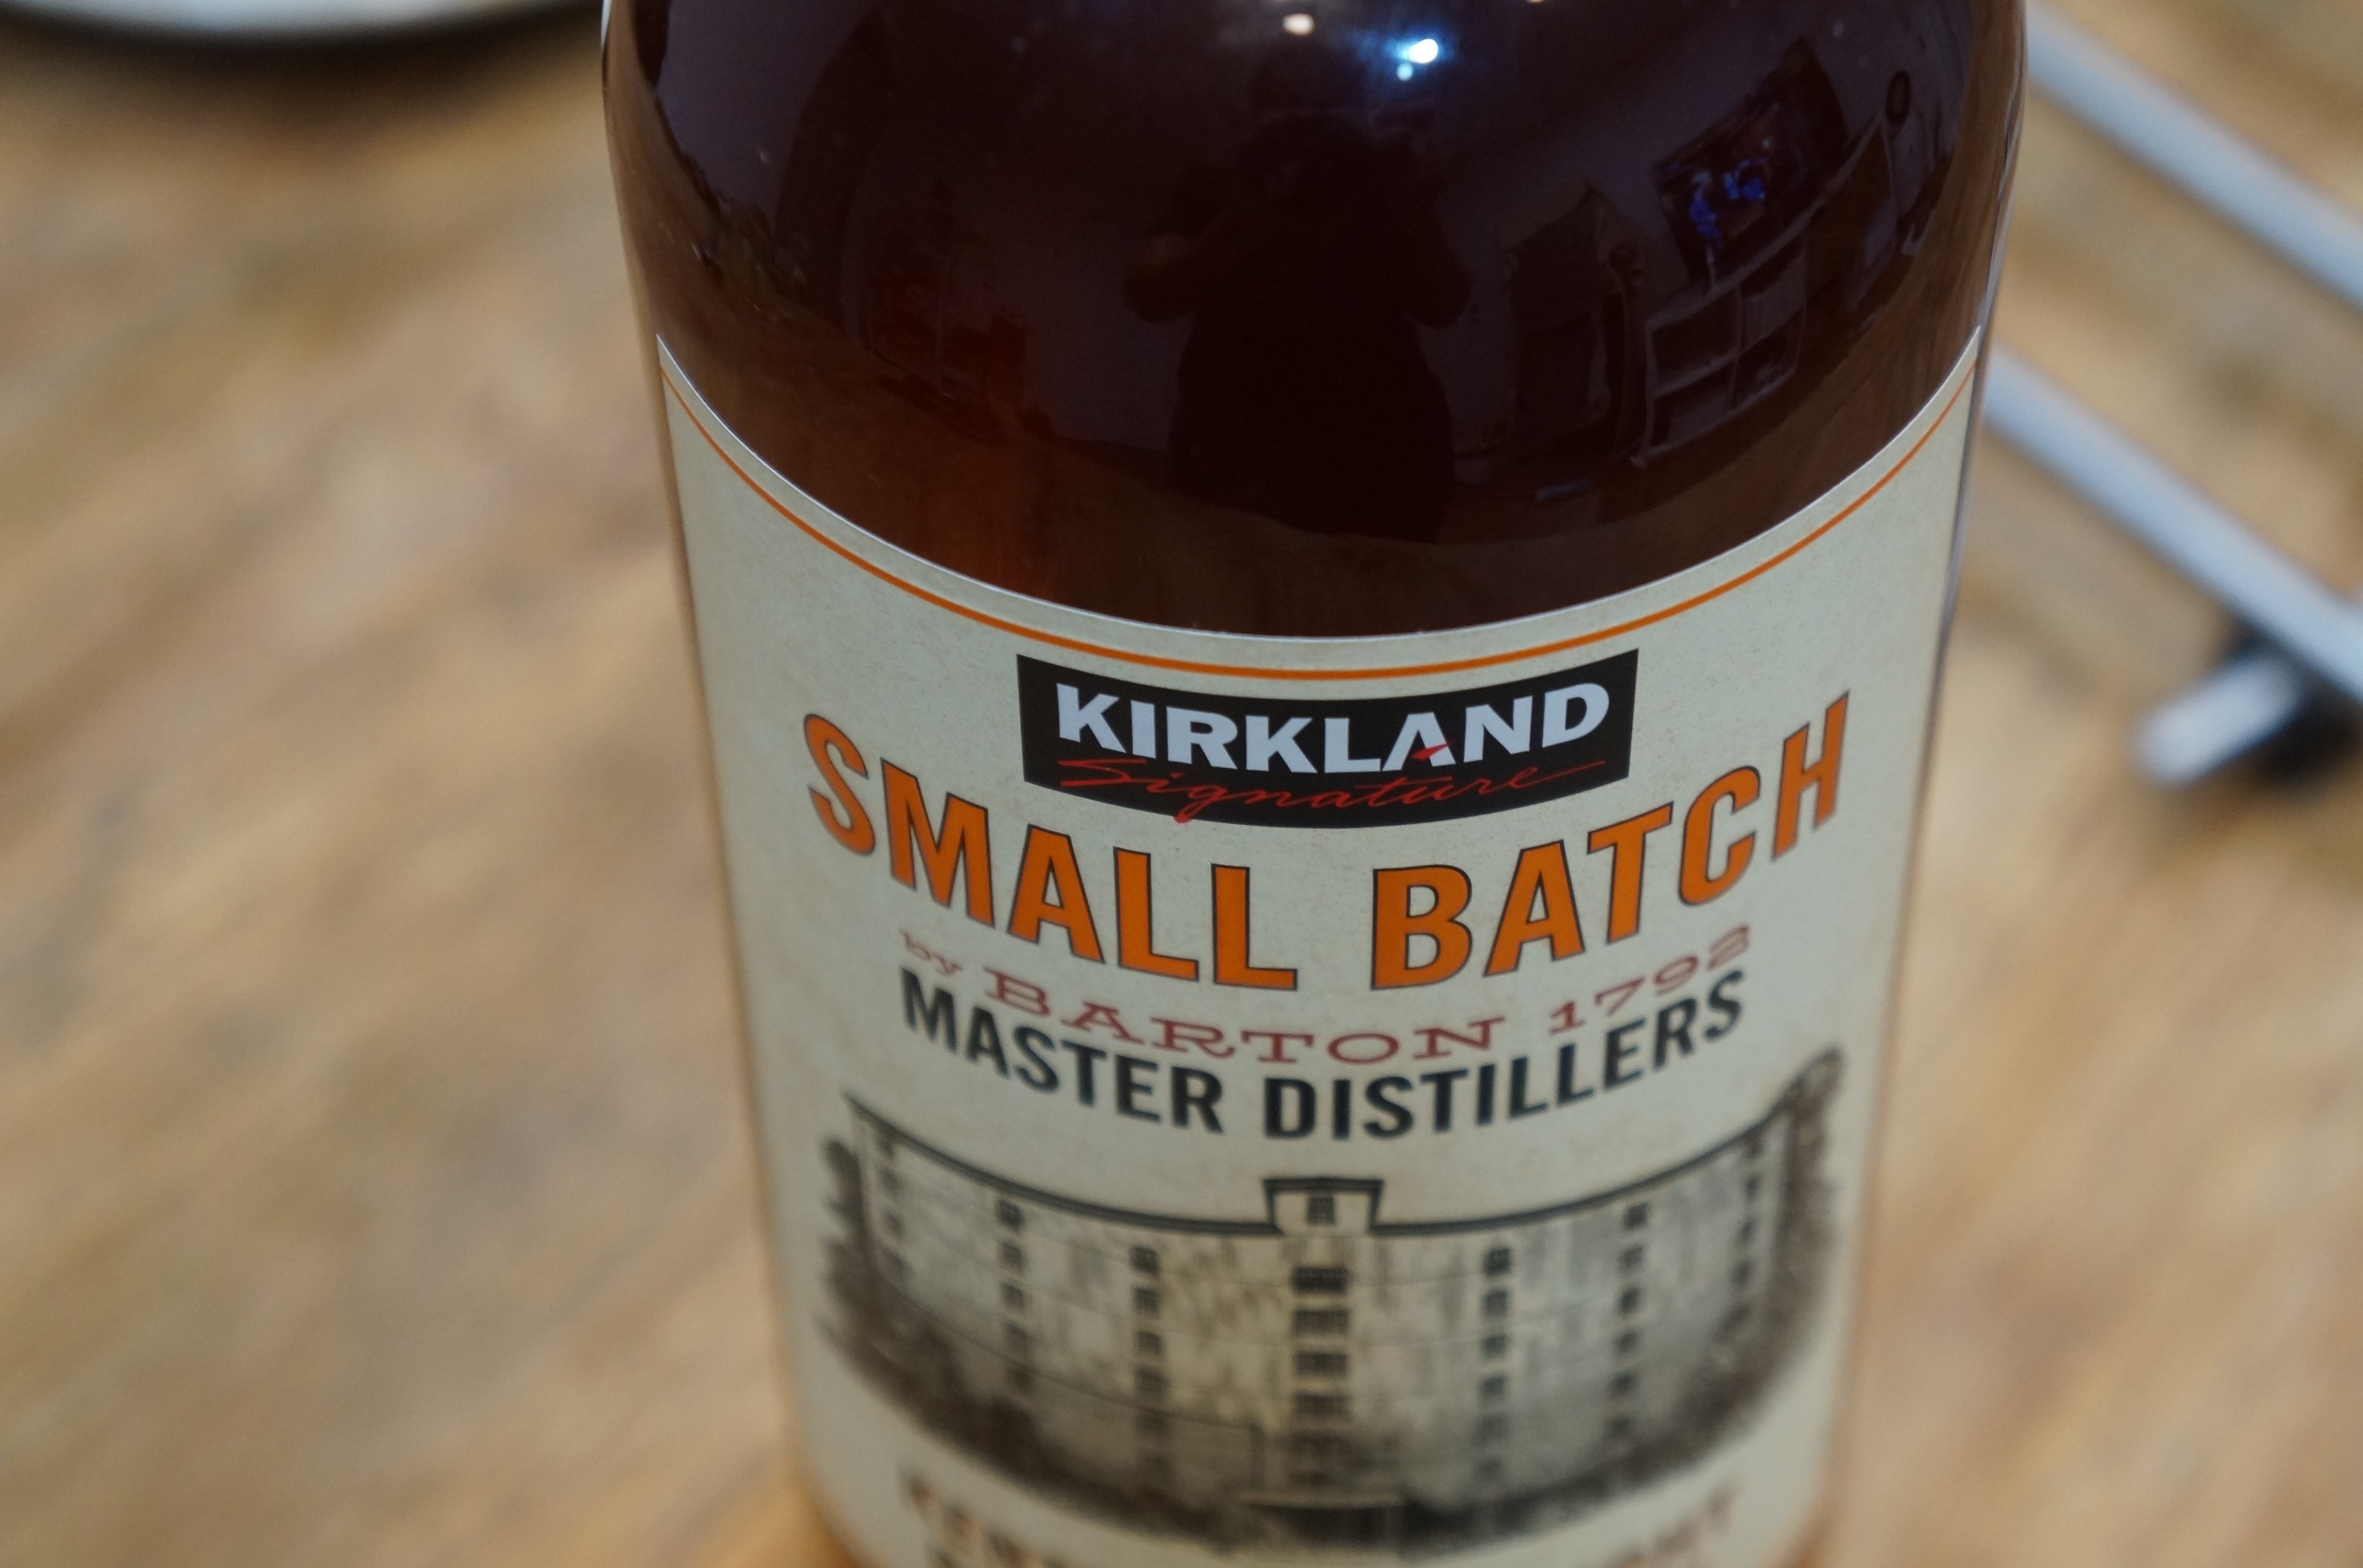 KIRKLAND
Signature
SMALL BATCH
by BARTON 1792
MASTER DISTILLERS